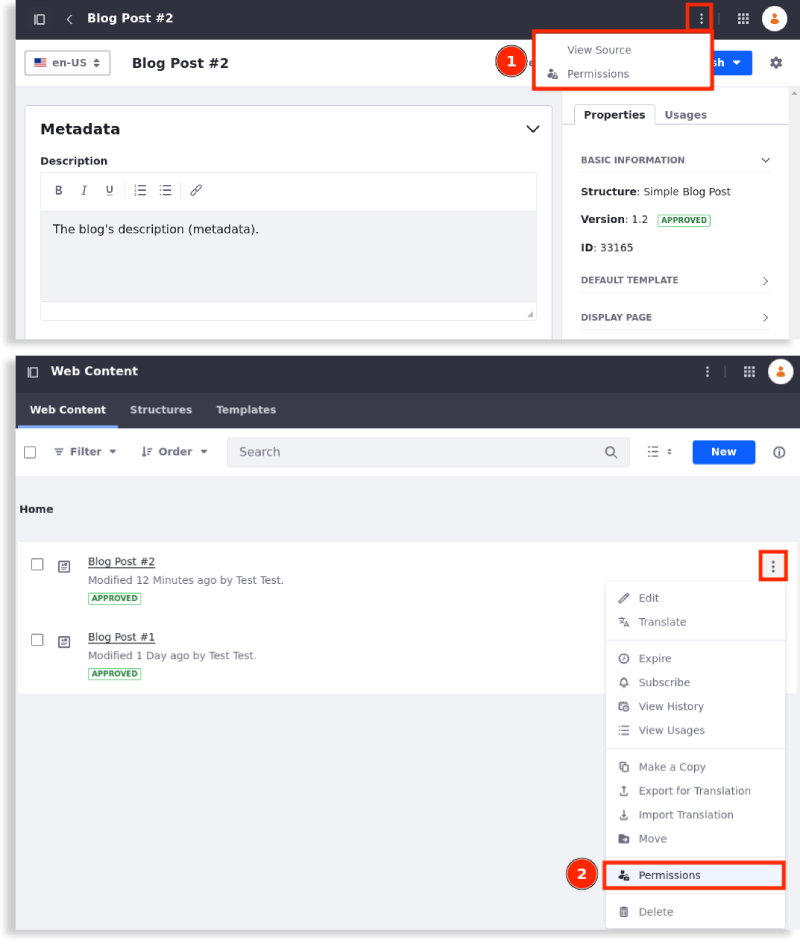 Blog Post #2
en-US
Blog Post #2
1
View Source
Permissions
sh
Metadata
Description
B I U
The blog's description (metadata).
Properties Usages
BASIC INFORMATION
Structure: Simple Blog Post
Version: 1.2 APPROVED
ID: 33165
DEFAULT TEMPLATE
DISPLAY PAGE
Web Content
Web Content Structures Templates
Filter Order Search New
Home
Blog Post #2
Modified 12 Minutes ago by Test Test.
APPROVED
Blog Post #1
Modified 1 Day ago by Test Test.
APPROVED
Edit
Translate
Expire
Subscribe
View History
View Usages
Make a Copy
Export for Translation
Import Translation
Move
2
Permissions
Delete